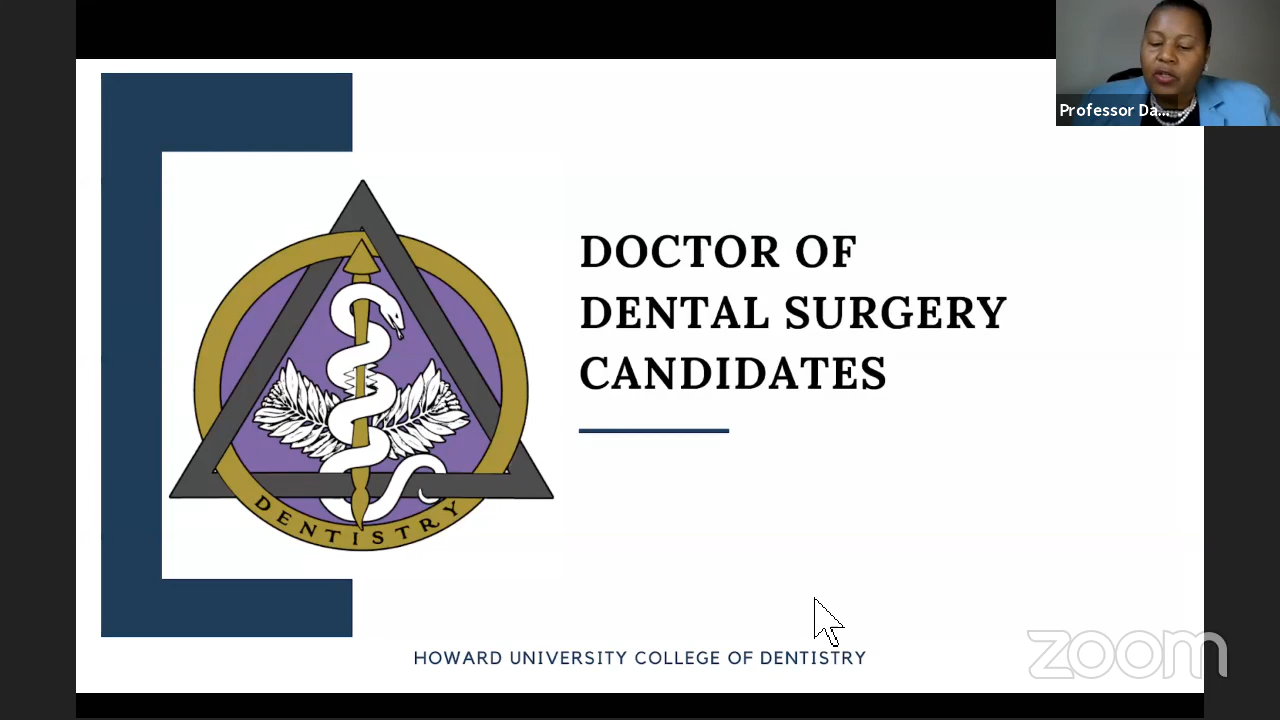 Professor Da...
DOCTOR OF
DENTAL SURGERY
CANDIDATES
DENTISTRY
HOWARD UNIVERSITY COLLEGE OF DENTISTRY
zoom